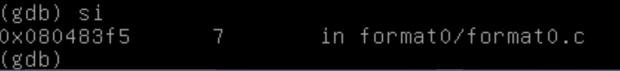 (gdb) si
0x080483f5 7 in format0/format0.c
(gdb)